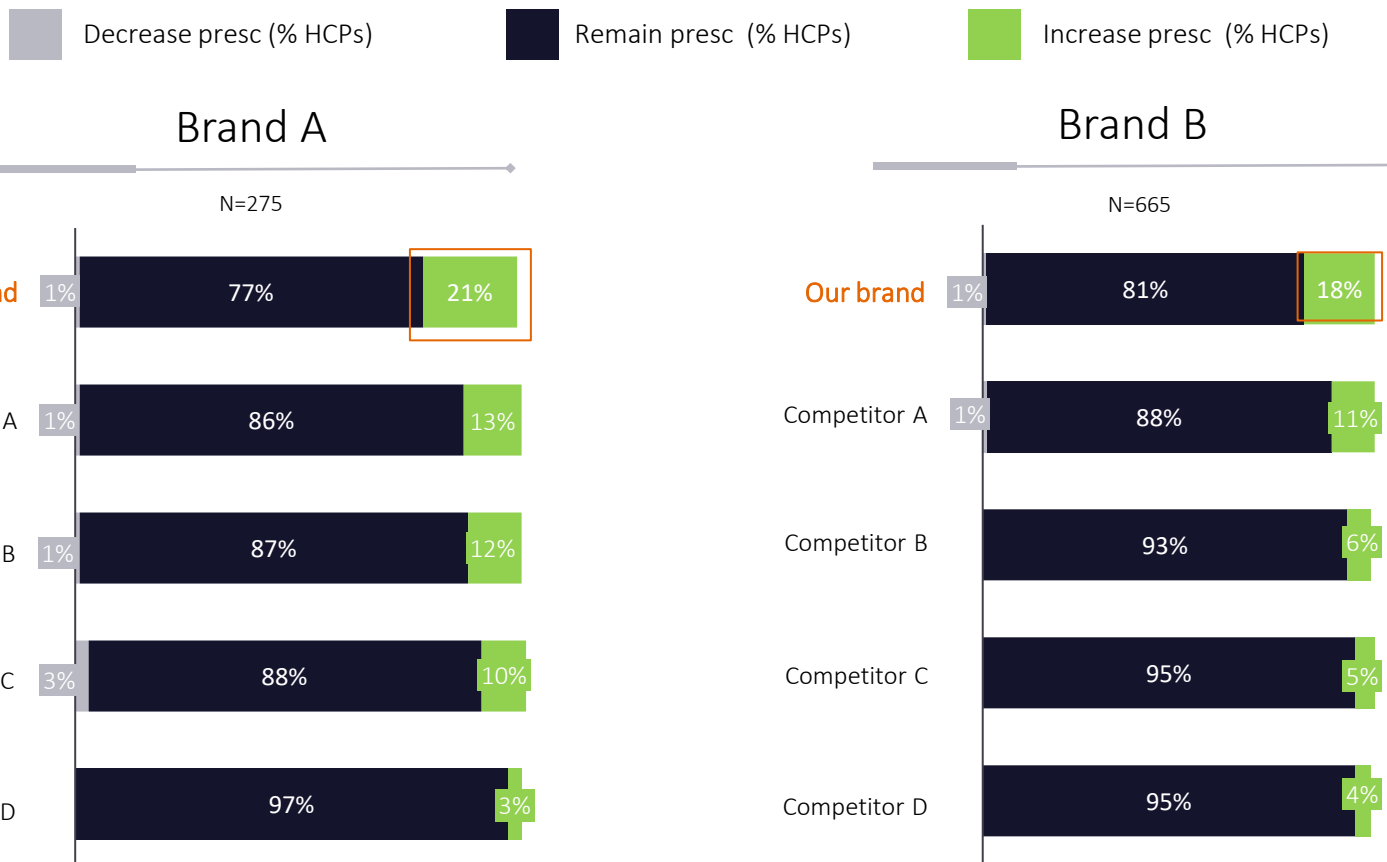 Decrease presc (% HCPs)
Remain presc (% HCPs)
Increase presc (% HCPs)
Brand A
N=275
nd 1% 77% 21%
A 1% 86% 13%
B 1% 87% 12%
C 3% 88% 10%
D 97% 3%
Brand B
N=665
Our brand 1% 81% 18%
Competitor A 1% 88% 11%
Competitor B 93% 6%
Competitor C 95% 5%
Competitor D 95% 4%